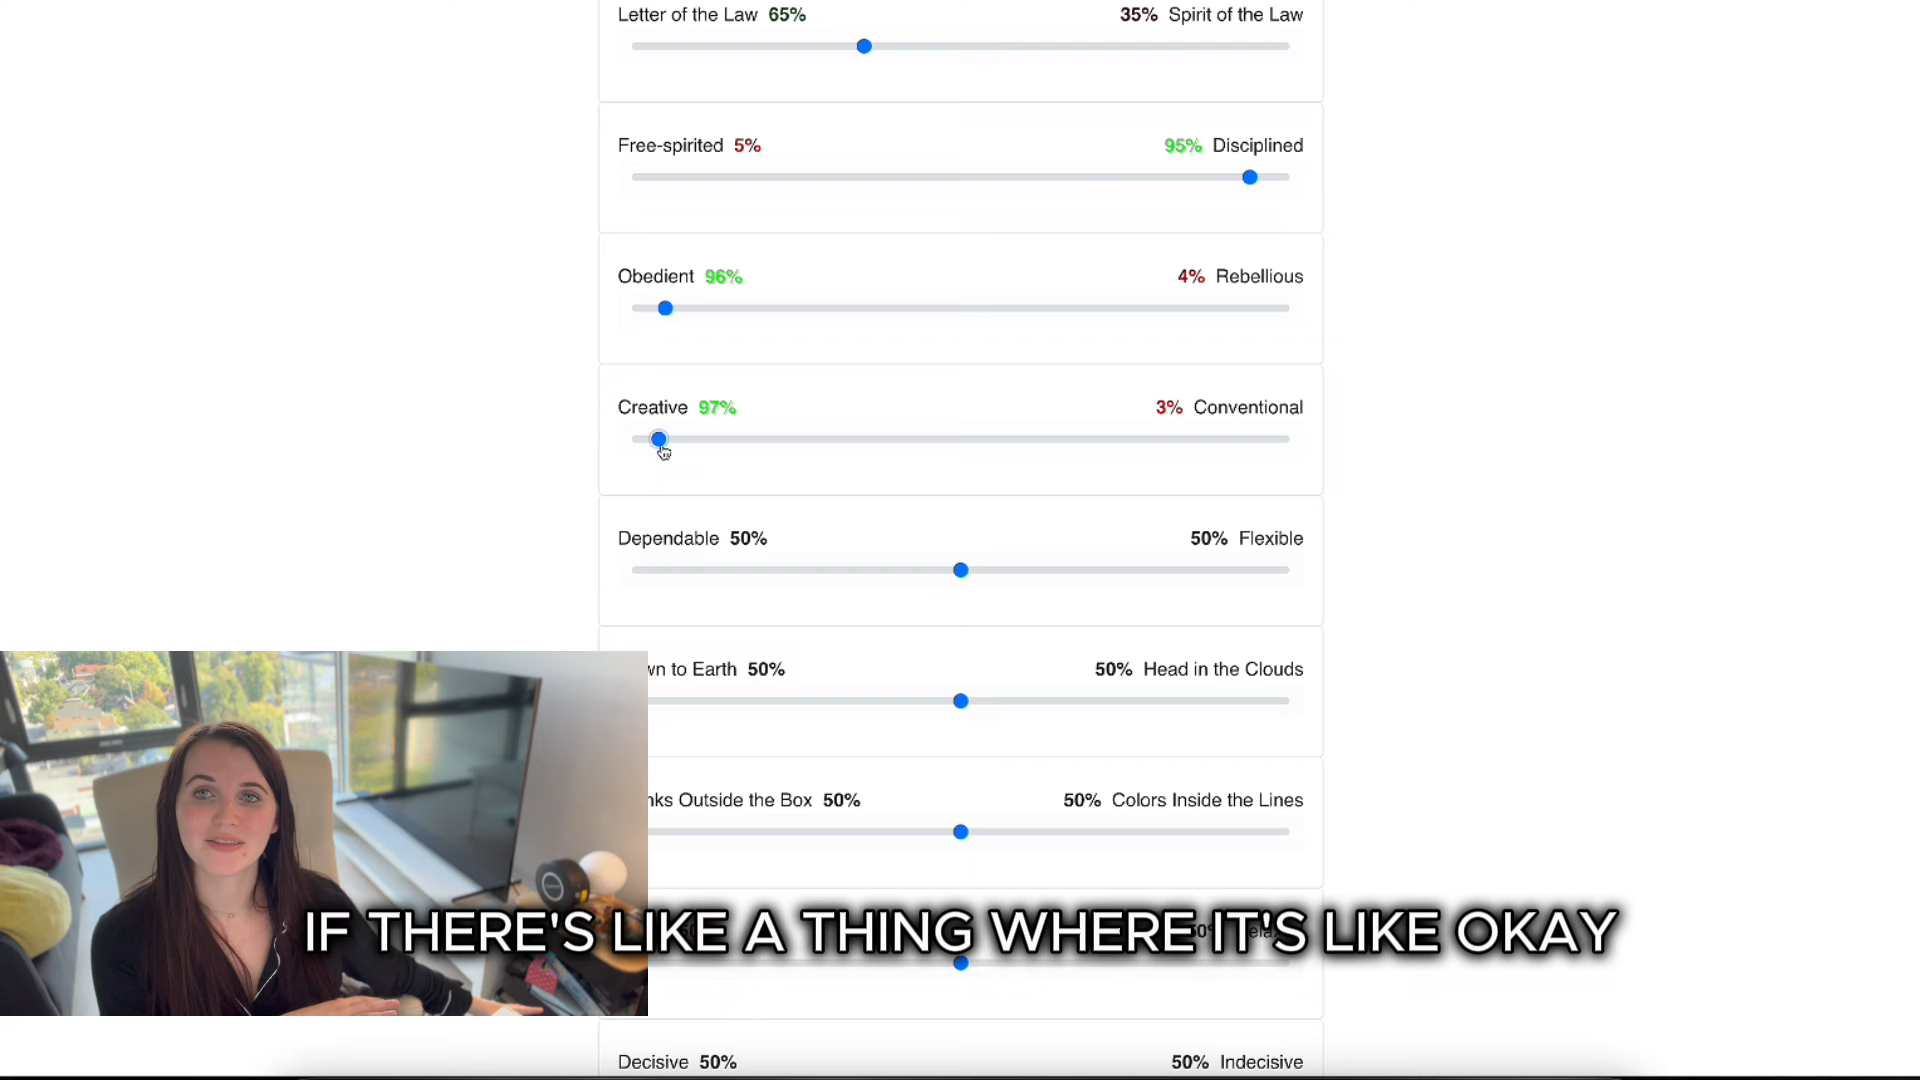 Letter of the Law 65% 35% Spirit of the Law
Free-spirited 5% 95% Disciplined
Obedient 96% 4% Rebellious
Creative 97% 3% Conventional
Dependable 50% 50% Flexible
wn to Earth 50% 50% Head in the Clouds
nks Outside the Box 50% 50% Colors Inside the Lines
IF THERE'S LIKE A THING WHERE IT'S LIKE OKAY
Decisive 50% 50% Indecisive